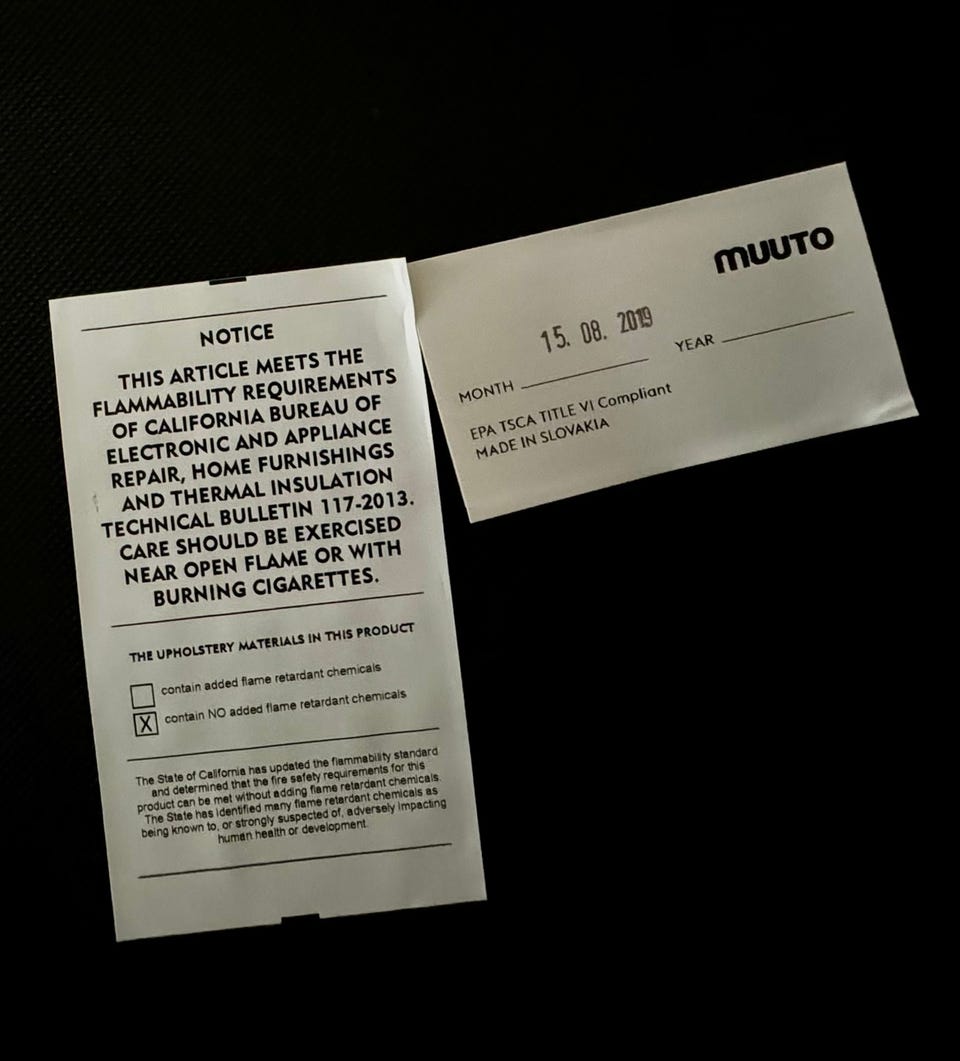 NOTICE
THIS ARTICLE MEETS THE
FLAMMABILITY REQUIREMENTS
OF CALIFORNIA BUREAU OF
ELECTRONIC AND APPLIANCE
REPAIR, HOME FURNISHINGS
AND THERMAL INSULATION
TECHNICAL BULLETIN 117-2013.
CARE SHOULD BE EXERCISED
NEAR OPEN FLAME OR WITH
BURNING CIGARETTES.
THE UPHOLSTERY MATERIALS IN THIS PRODUCT
contain added flame retardant chemicals
X contain NO added flame retardant chemicals
The State of California has updated the flammability standard
and determined that the fire safety requirements for this
product can be met without adding flame retardant chemicals.
The State has identified many flame retardant chemicals as
being known to, or strongly suspected of, adversely impacting
human health or development.
muuto
15. 08. 2019
MONTH YEAR
EPA TSCA TITLE VI Compliant
MADE IN SLOVAKIA